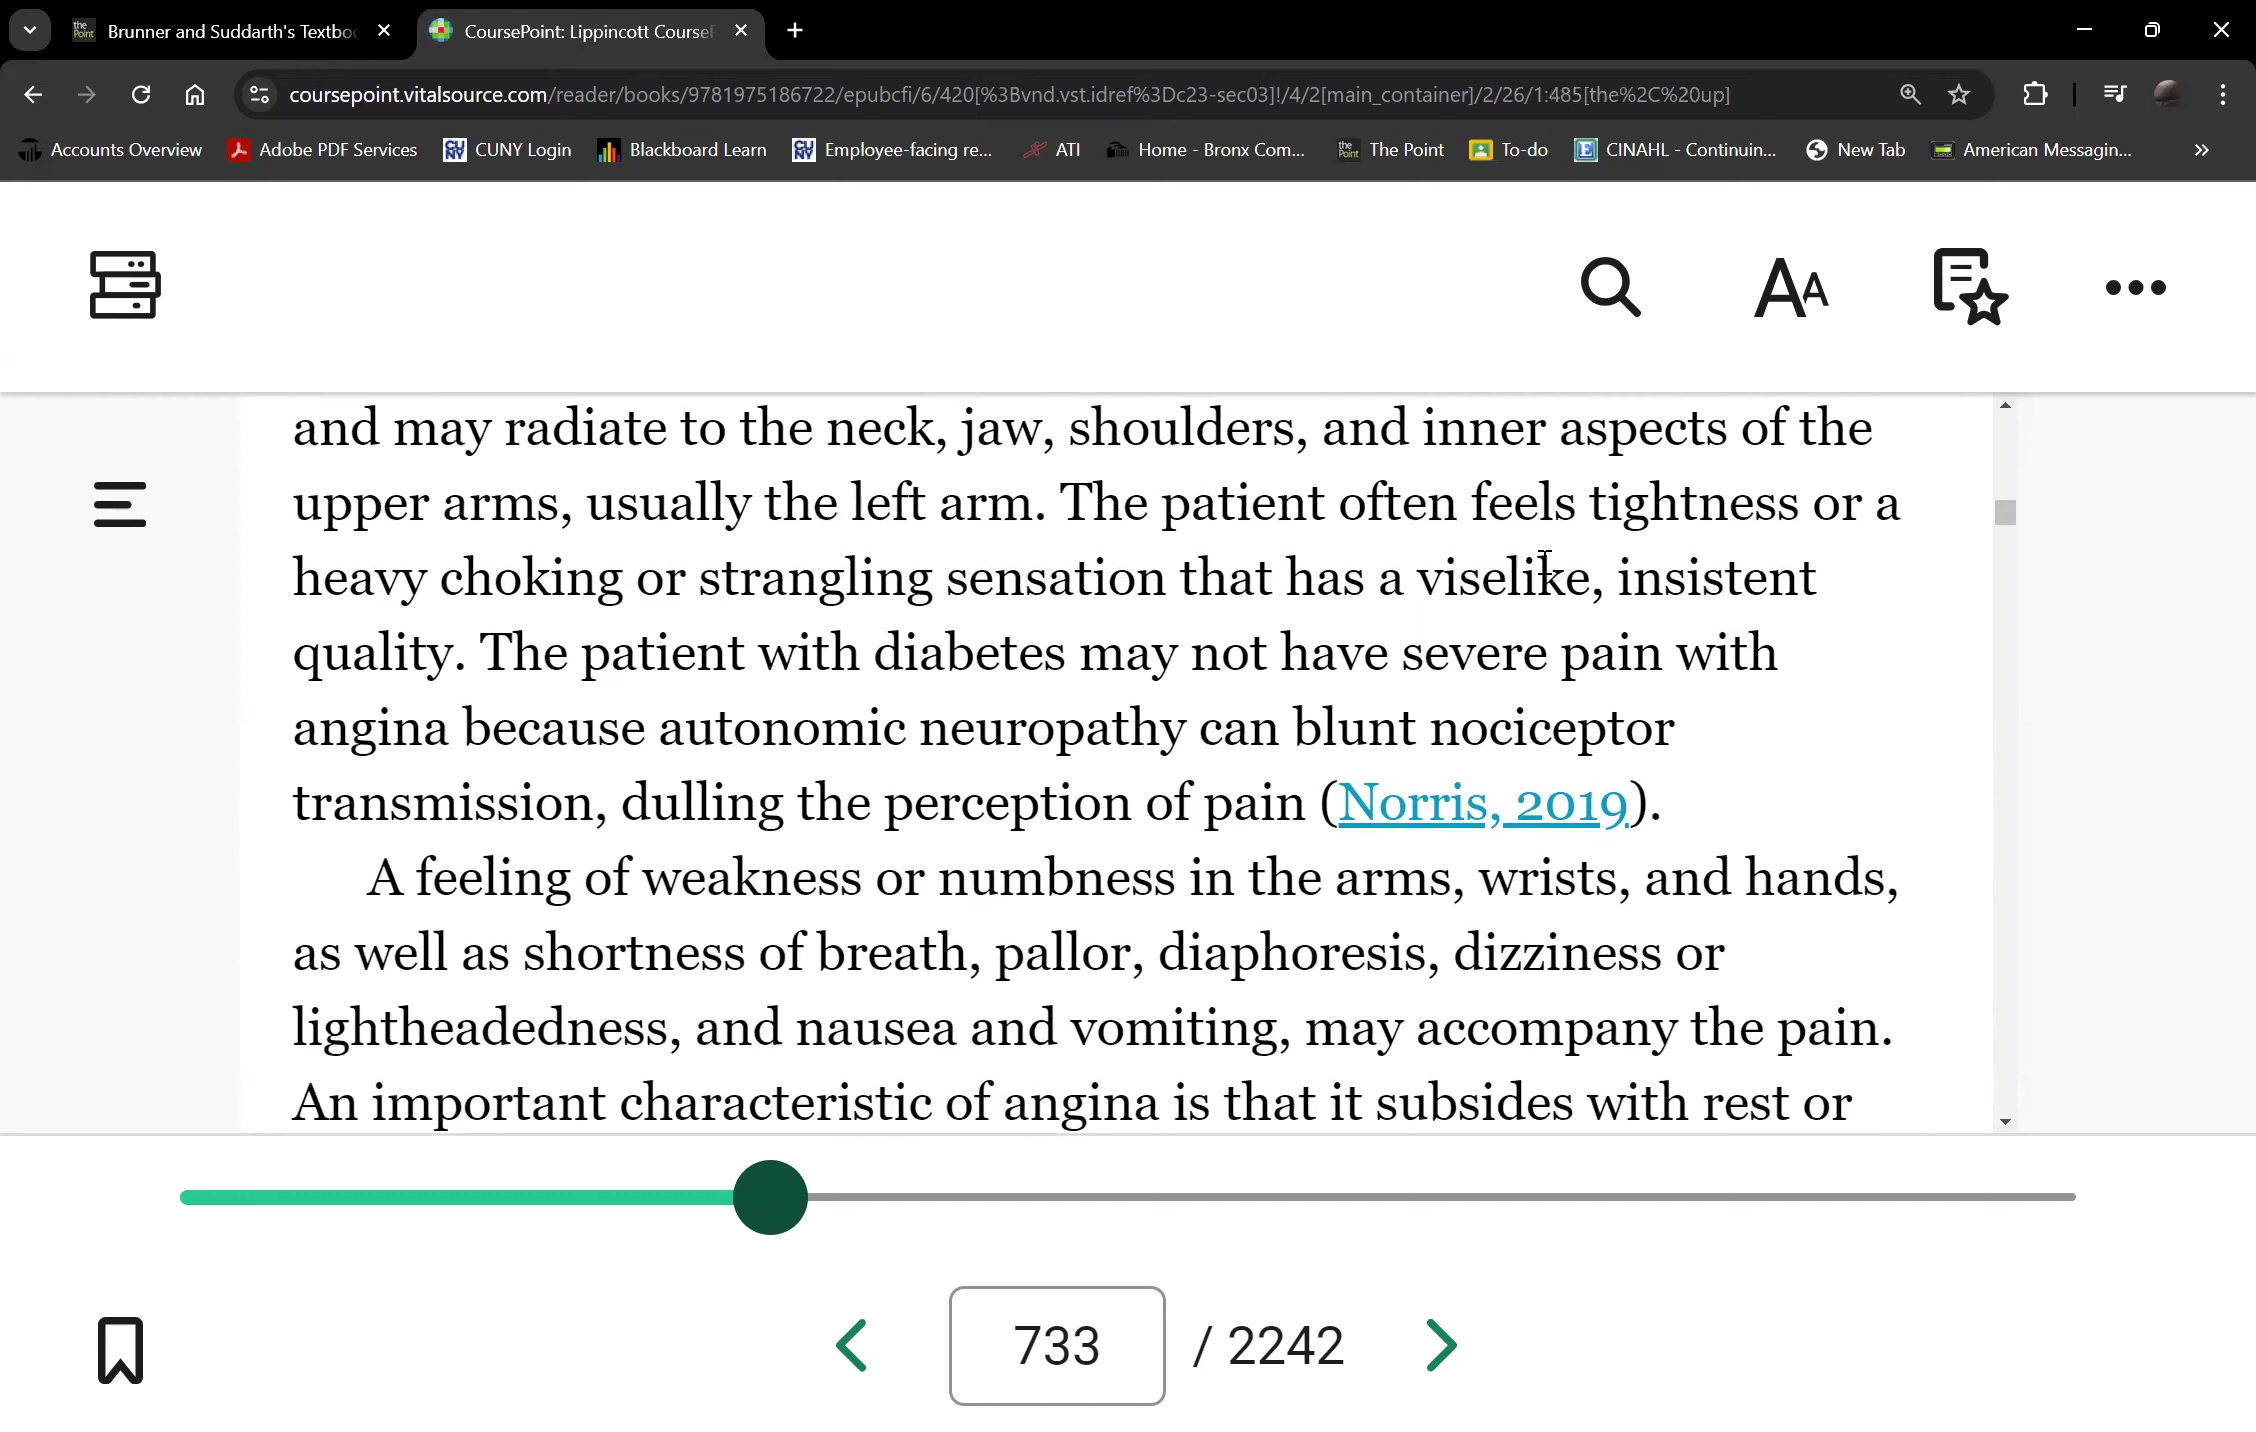 Brunner and Suddarth's Textbo
CoursePoint: Lippincott Course
coursepoint.vitalsource.com/reader/books/9781975186722/epubcfi/6/420[%3Bvnd.vst.idref%3Dc23-sec03]!/4/2[main_container]/2/26/1:485[the%2C%20up]
Accounts Overview
Adobe PDF Services
CUNY Login
Blackboard Learn
Employee-facing re...
ATI
Home - Bronx Com...
the Point
The Point
To-do
CINAHL - Continuin...
New Tab
American Messagin...
and may radiate to the neck, jaw, shoulders, and inner aspects of the
upper arms, usually the left arm. The patient often feels tightness or a
heavy choking or strangling sensation that has a viselike, insistent
quality. The patient with diabetes may not have severe pain with
angina because autonomic neuropathy can blunt nociceptor
transmission, dulling the perception of pain (Norris, 2019).
A feeling of weakness or numbness in the arms, wrists, and hands,
as well as shortness of breath, pallor, diaphoresis, dizziness or
lightheadedness, and nausea and vomiting, may accompany the pain.
An important characteristic of angina is that it subsides with rest or
733 / 2242